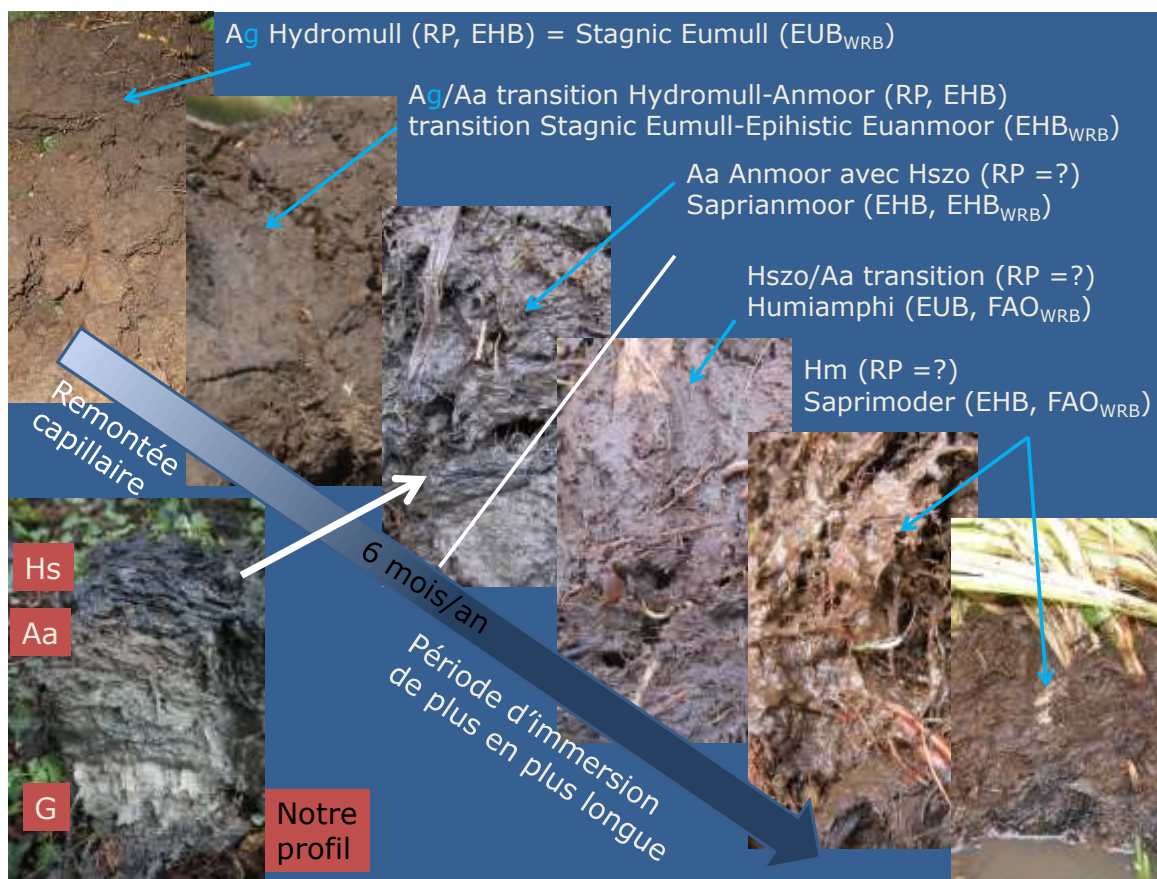 Ag Hydromull (RP, EHB) = Stagnic Eumull (EUBWRB)
Ag/Aa transition Hydromull-Anmoor (RP, EHB)
transition Stagnic Eumull-Epihistic Euanmoor (EHBWRB)
Aa Anmoor avec Hszo (RP =?)
Saprianmoor (EHB, EHBWRB)
Hszo/Aa transition (RP =?)
Humiamphi (EUB, FAOWRB)
Hm (RP =?)
Saprimoder (EHB, FAOWRB)
Remontée
capillaire
6 mois/an
Période d’immersion
de plus en plus longue
Hs
Aa
G
Notre
profil